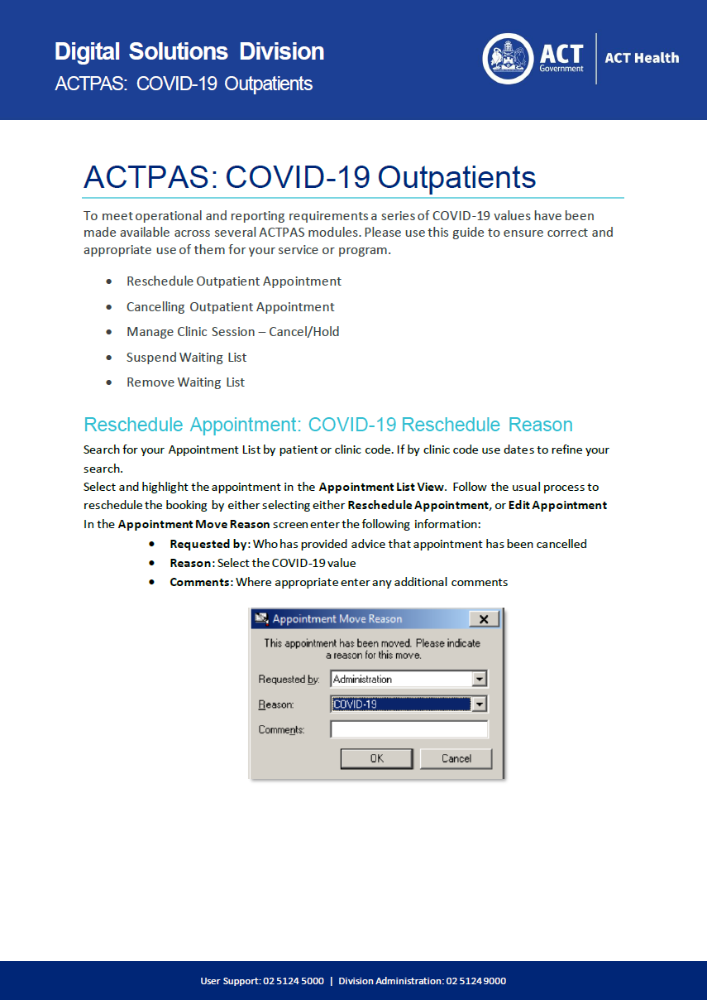 Digital Solutions Division
ACTPAS: COVID-19 Outpatients
ACT
Government
ACT Health
ACTPAS: COVID-19 Outpatients
To meet operational and reporting requirements a series of COVID-19 values have been
made available across several ACTPAS modules. Please use this guide to ensure correct and
appropriate use of them for your service or program.
• Reschedule Outpatient Appointment
• Cancelling Outpatient Appointment
• Manage Clinic Session – Cancel/Hold
• Suspend Waiting List
• Remove Waiting List
Reschedule Appointment: COVID-19 Reschedule Reason
Search for your Appointment List by patient or clinic code. If by clinic code use dates to refine your
search.
Select and highlight the appointment in the Appointment List View. Follow the usual process to
reschedule the booking by either selecting either Reschedule Appointment, or Edit Appointment
In the Appointment Move Reason screen enter the following information:
• Requested by: Who has provided advice that appointment has been cancelled
• Reason: Select the COVID-19 value
• Comments: Where appropriate enter any additional comments
Appointment Move Reason
This appointment has been moved. Please indicate
a reason for this move.
Requested by: Administration
Reason: COVID-19
Comments:
OK Cancel
User Support: 02 5124 5000 | Division Administration: 02 5124 9000